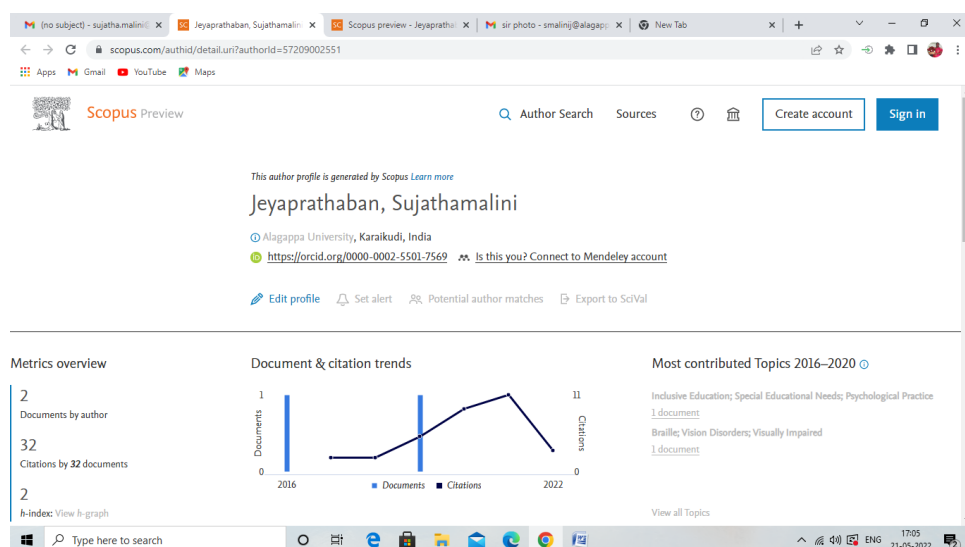 (no subject) - sujatha.malini@
Jeyaprathaban, Sujathamalin
Scopus preview - Jeyaprathab
sir photo - smalinij@alagapp
New Tab
scopus.com/authid/detail.uri?authorId=57209002551
Apps Gmail YouTube Maps
Scopus Preview
Author Search Sources Create account Sign in
This author profile is generated by Scopus Learn more
Jeyaprathaban, Sujathamalini
Alagappa University, Karaikudi, India
https://orcid.org/0000-0002-5501-7569 Is this you? Connect to Mendeley account
Edit profile Set alert Potential author matches Export to SciVal
Metrics overview
2
Documents by author
32
Citations by 32 documents
2
h-index: View h-graph
Document & citation trends
1
11
Documents
Citations
0
0
2016
Documents Citations
2022
Most contributed Topics 2016–2020
Inclusive Education; Special Educational Needs; Psychological Practice
1 document
Braille; Vision Disorders; Visually Impaired
1 document
View all Topics
Type here to search
ENG
17:05
21-05-2022